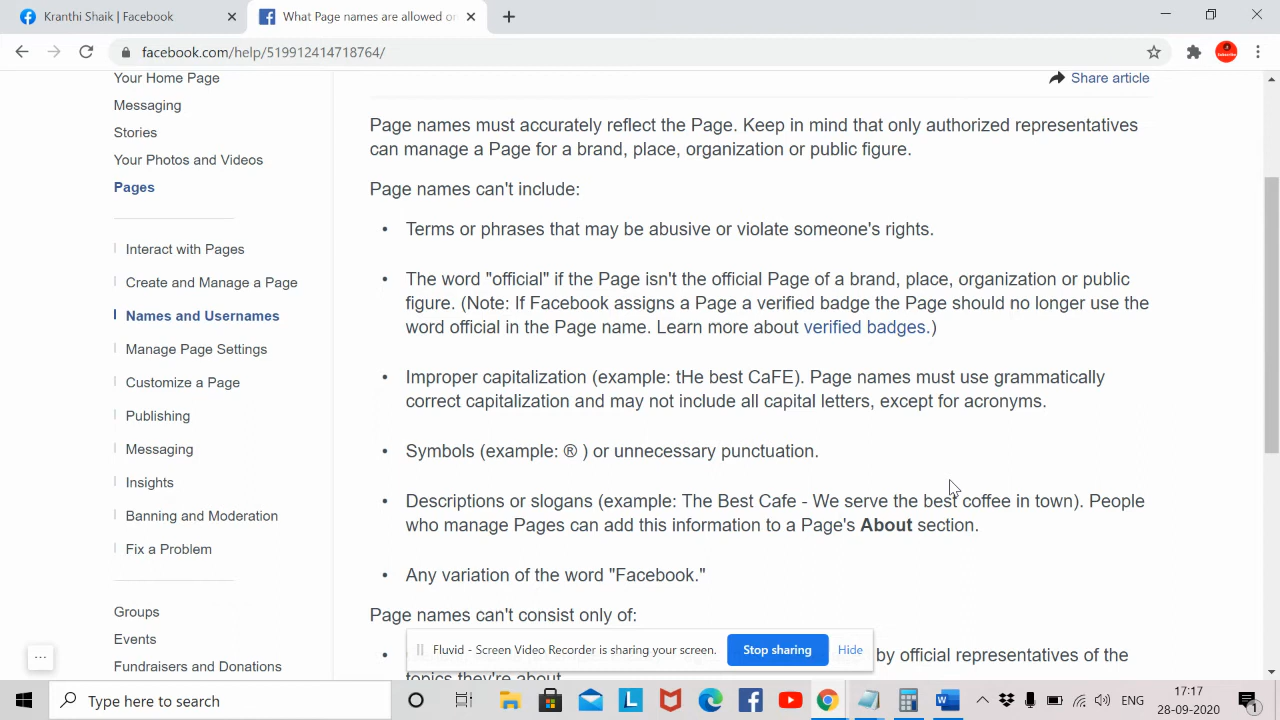 Kranthi Shaik | Facebook
What Page names are allowed o
facebook.com/help/519912414718764/
Your Home Page
Messaging
Stories
Your Photos and Videos
Pages
Interact with Pages
Create and Manage a Page
Names and Usernames
Manage Page Settings
Customize a Page
Publishing
Messaging
Insights
Banning and Moderation
Fix a Problem
Groups
Events
Fundraisers and Donations
Share article
Page names must accurately reflect the Page. Keep in mind that only authorized representatives
can manage a Page for a brand, place, organization or public figure.
Page names can't include:
• Terms or phrases that may be abusive or violate someone's rights.
• The word "official" if the Page isn't the official Page of a brand, place, organization or public
figure. (Note: If Facebook assigns a Page a verified badge the Page should no longer use the
word official in the Page name. Learn more about verified badges.)
• Improper capitalization (example: tHe best CaFE). Page names must use grammatically
correct capitalization and may not include all capital letters, except for acronyms.
• Symbols (example: ® ) or unnecessary punctuation.
• Descriptions or slogans (example: The Best Cafe - We serve the best coffee in town). People
who manage Pages can add this information to a Page's About section.
• Any variation of the word "Facebook."
Page names can't consist only of:
by official representatives of the
topics they're about.
Fluvid - Screen Video Recorder is sharing your screen.
Stop sharing
Hide
Type here to search
ENG
17:17
28-09-2020